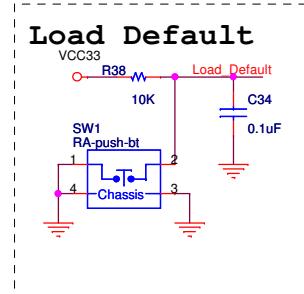 Load Default
VCC33
R38
Load_Default
10K
C34
0.1uF
SW1
RA-push-bt
1
2
4
Chassis
3